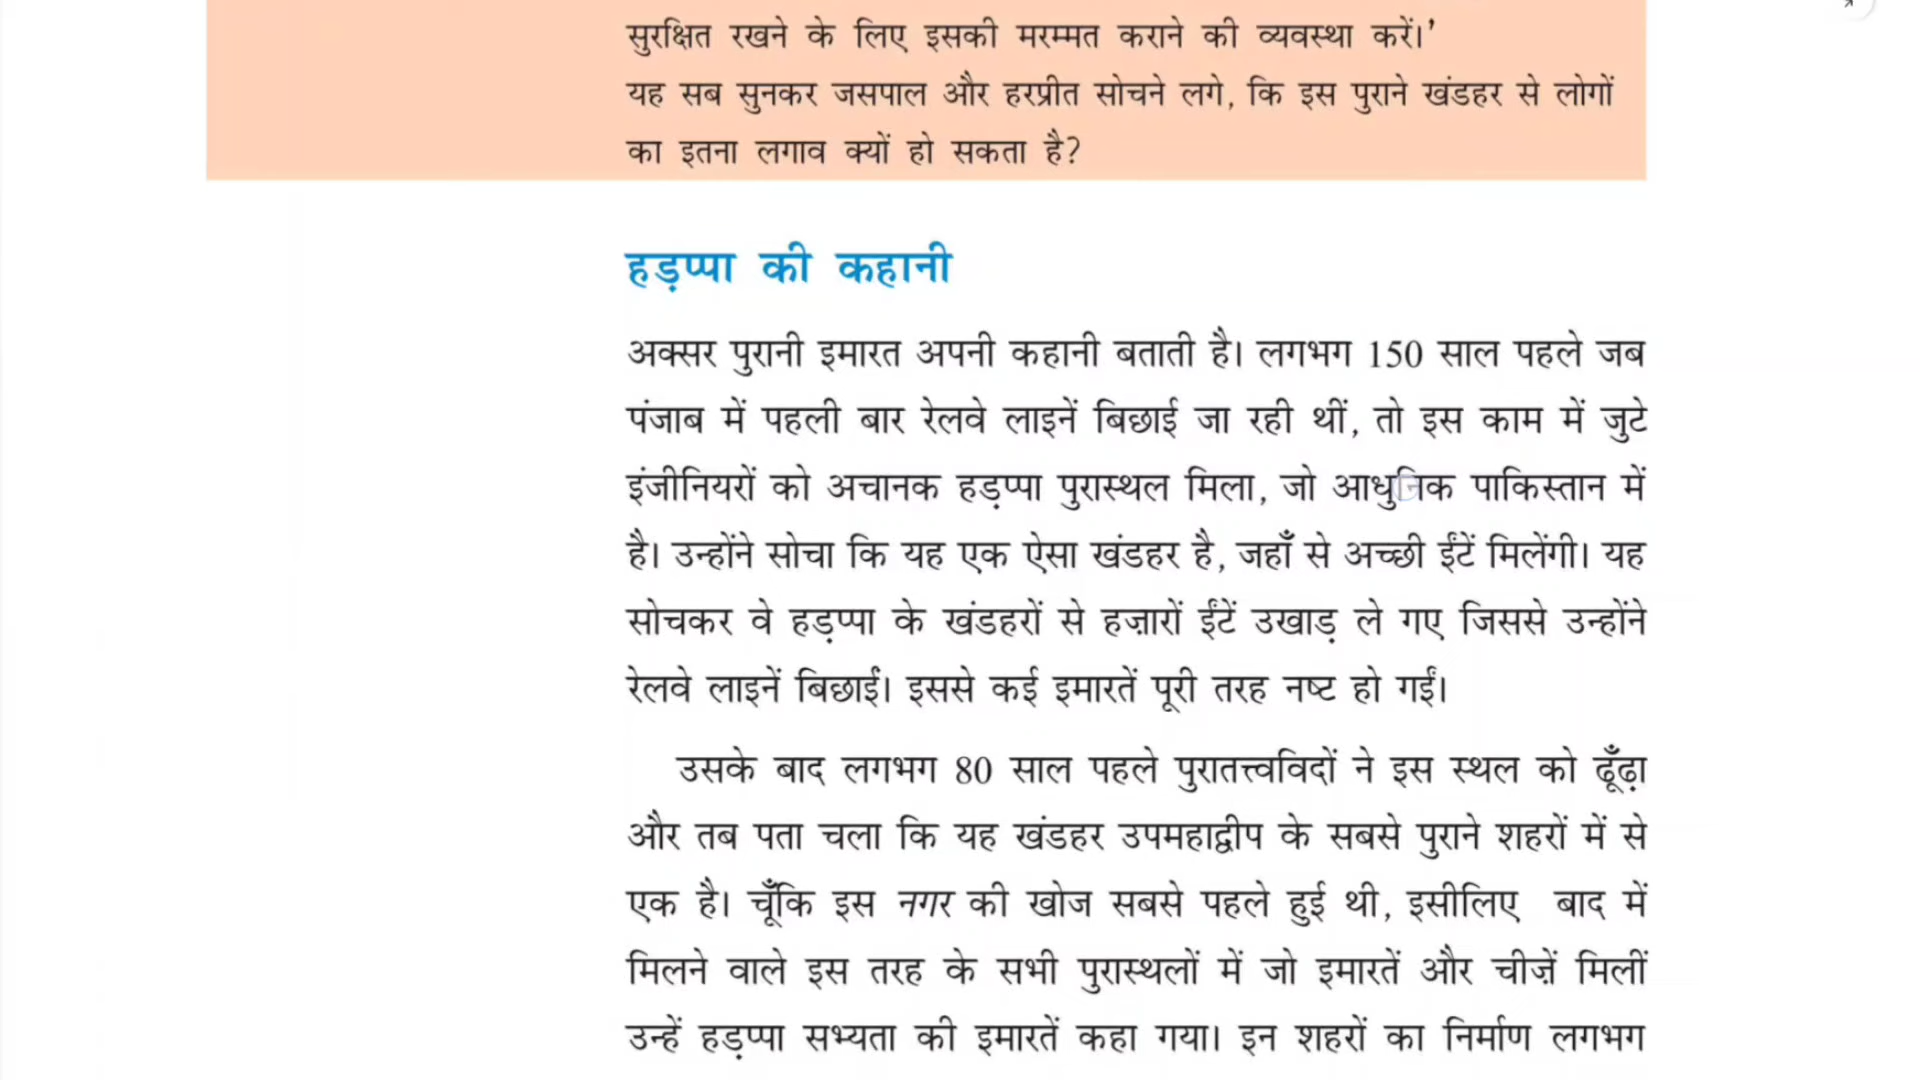 सुरक्षित रखने के लिए इसकी मरम्मत कराने की व्यवस्था करें।’
यह सब सुनकर जसपाल और हरप्रीत सोचने लगे, कि इस पुराने खंडहर से लोगों
का इतना लगाव क्यों हो सकता है?
हड़प्पा की कहानी
अक्सर पुरानी इमारत अपनी कहानी बताती है। लगभग 150 साल पहले जब
पंजाब में पहली बार रेलवे लाइनें बिछाई जा रही थीं, तो इस काम में जुटे
इंजीनियरों को अचानक हड़प्पा पुरास्थल मिला, जो आधुनिक पाकिस्तान में
है। उन्होंने सोचा कि यह एक ऐसा खंडहर है, जहाँ से अच्छी ईंटें मिलेंगी। यह
सोचकर वे हड़प्पा के खंडहरों से हज़ारों ईंटें उखाड़ ले गए जिससे उन्होंने
रेलवे लाइनें बिछाईं। इससे कई इमारतें पूरी तरह नष्ट हो गईं।
उसके बाद लगभग 80 साल पहले पुरातत्त्वविदों ने इस स्थल को ढूँढ़ा
और तब पता चला कि यह खंडहर उपमहाद्वीप के सबसे पुराने शहरों में से
एक है। चूँकि इस नगर की खोज सबसे पहले हुई थी, इसीलिए बाद में
मिलने वाले इस तरह के सभी पुरास्थलों में जो इमारतें और चीज़ें मिलीं
उन्हें हड़प्पा सभ्यता की इमारतें कहा गया। इन शहरों का निर्माण लगभग